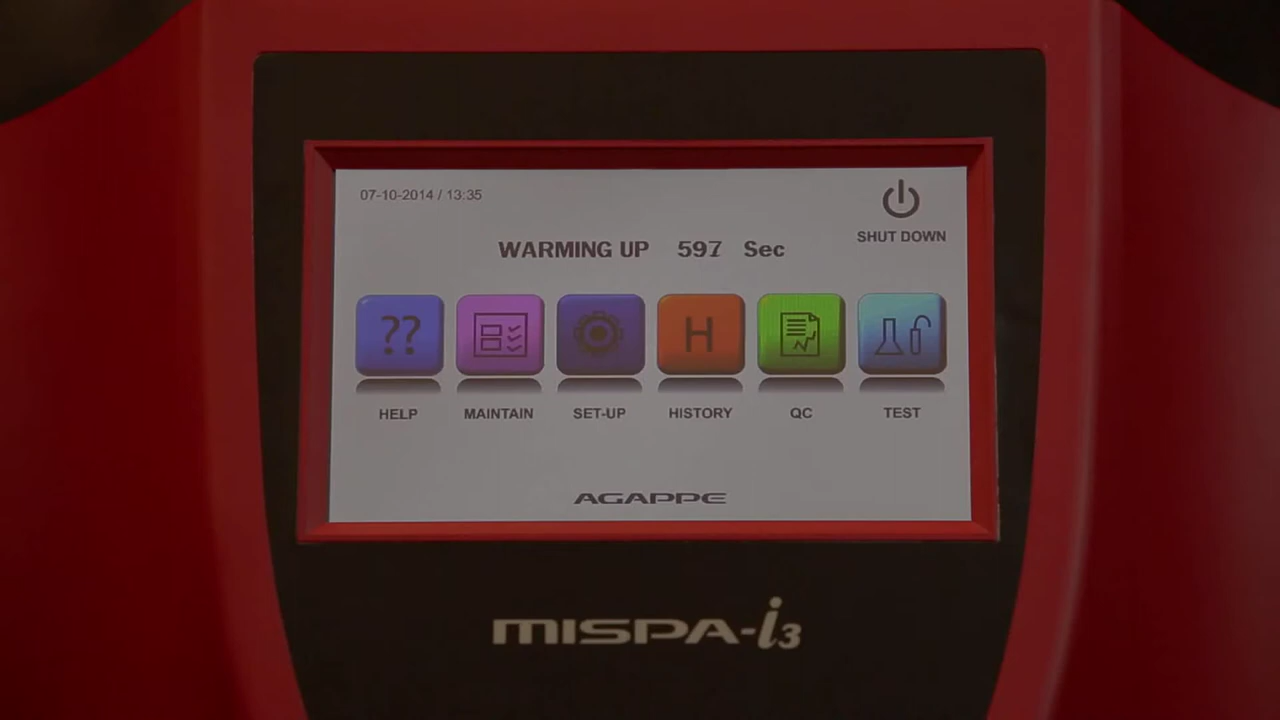 07-10-2014 / 13:35
SHUT DOWN
WARMING UP 597 Sec
??
H
HELP
MAINTAIN
SET-UP
HISTORY
QC
TEST
AGAPPE
MISPA-i3